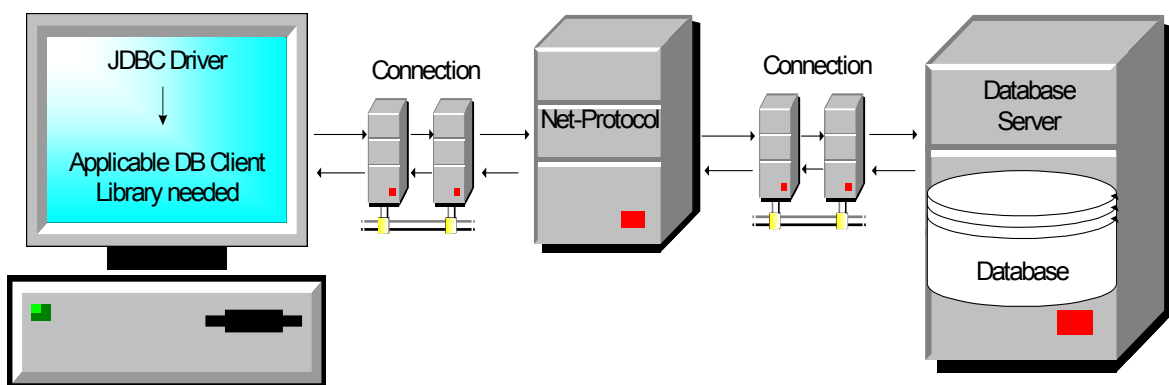 JDBC Driver
Applicable DB Client
Library needed
Connection
Net-Protocol
Connection
Database
Server
Database